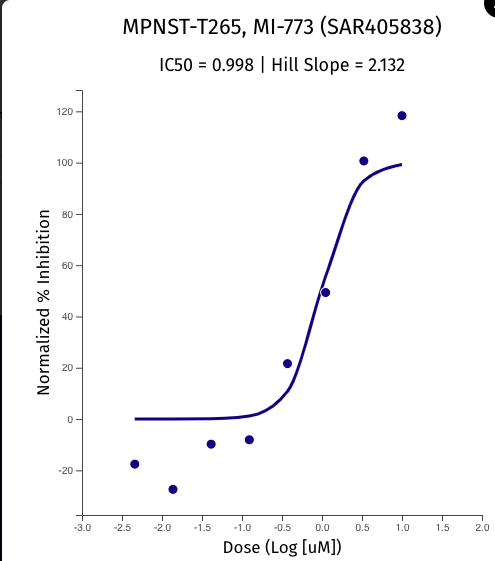 MPNST-T265, MI-773 (SAR405838)
IC50 = 0.998 | Hill Slope = 2.132
Normalized % Inhibition
120
100
80
60
40
20
0
-20
-3.0 -2.5 -2.0 -1.5 -1.0 -0.5 0.0 0.5 1.0 1.5 2.0
Dose (Log [uM])